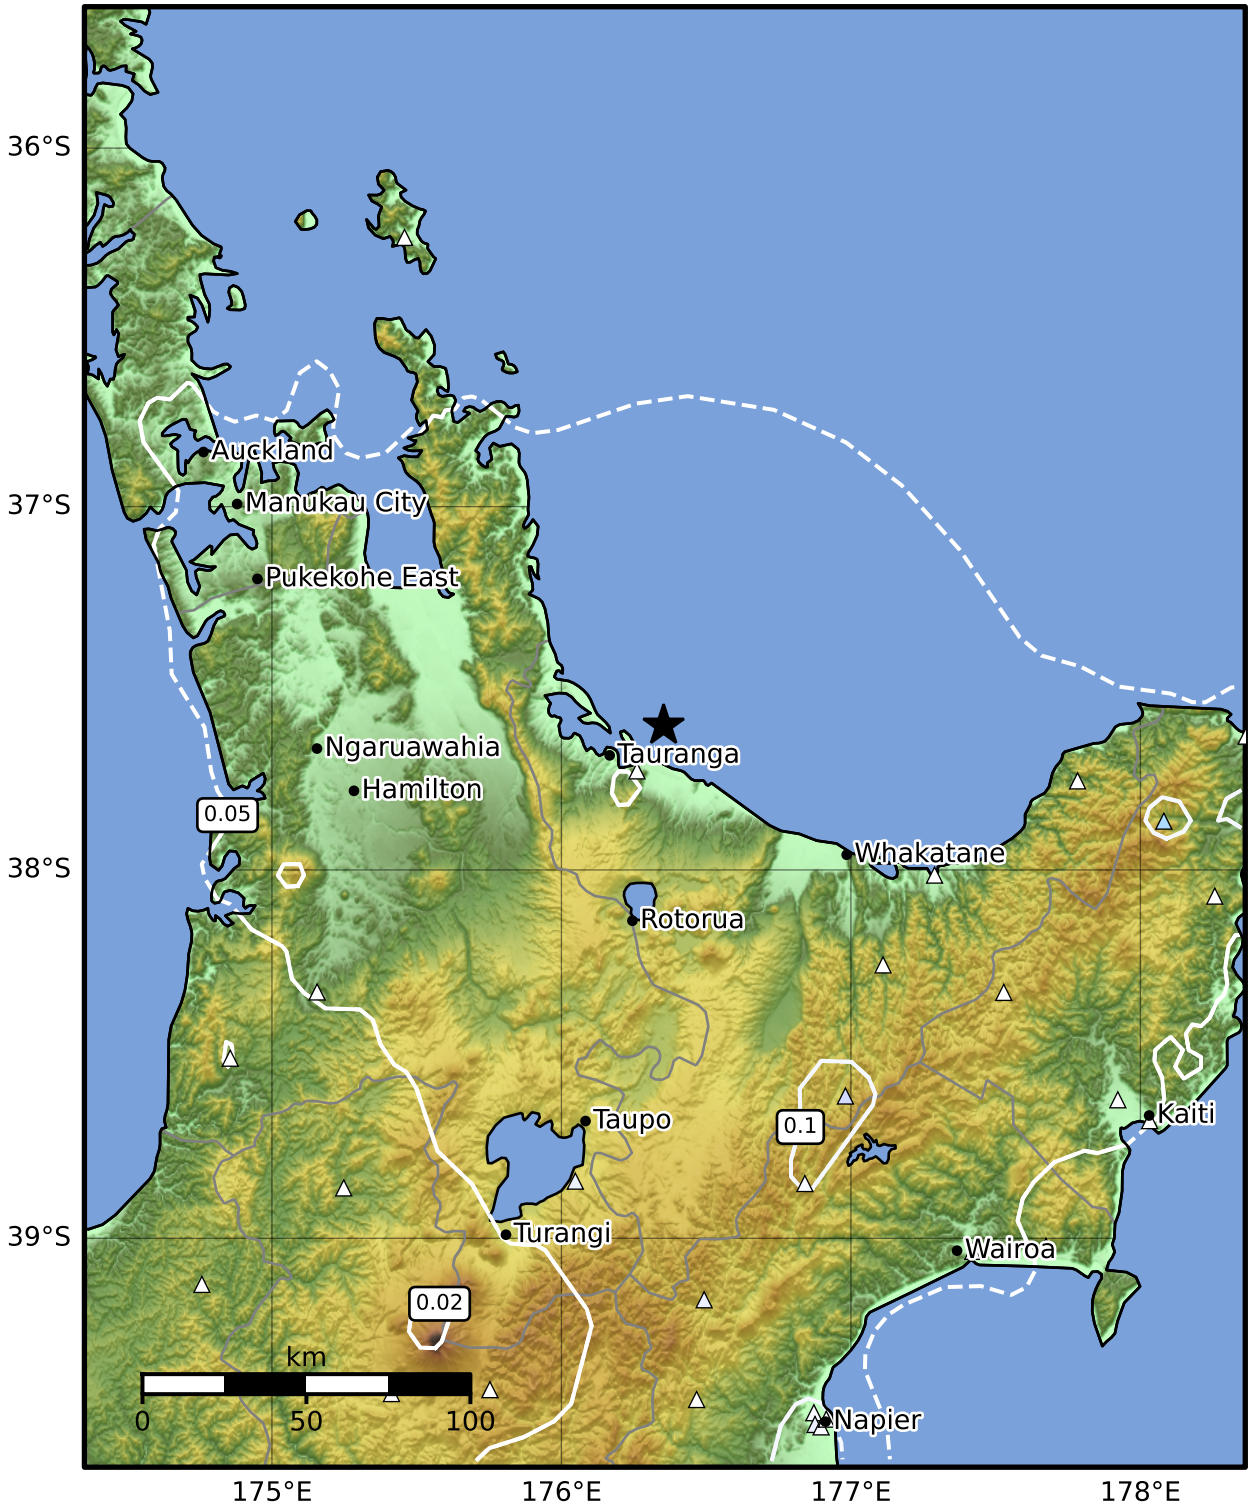 36°S
Auckland
37°S
Manukau City
Pukekohe East
Ngaruawahia
Tauranga
Hamilton
0.05
Whakatane
38°S
Rotorua
Taupo
0.1
Kaiti
39°S
Turangi
Wairoa
0.02
km
0 50 100
Napier
175°E 176°E 177°E 178°E